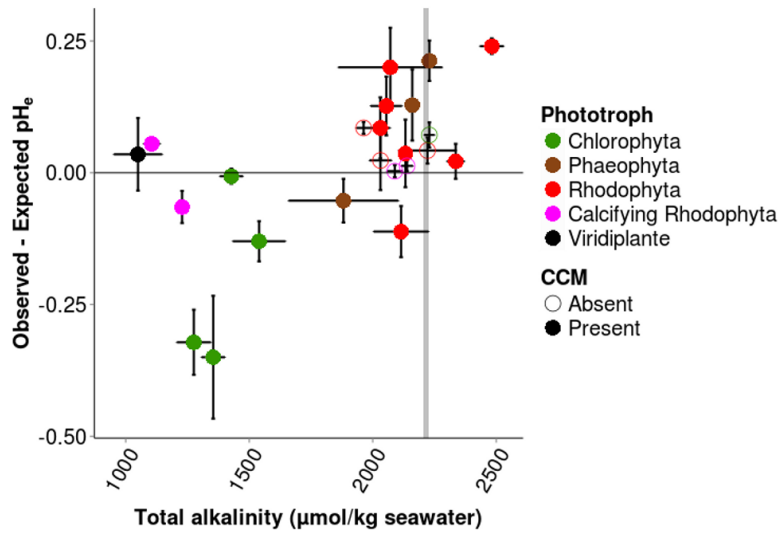 0.25
0.00
-0.25
-0.50
Observed - Expected pHe
1000
1500
2000
2500
Total alkalinity (μmol/kg seawater)
Phototroph
Chlorophyta
Phaeophyta
Rhodophyta
Calcifying Rhodophyta
Viridiplante
CCM
Absent
Present